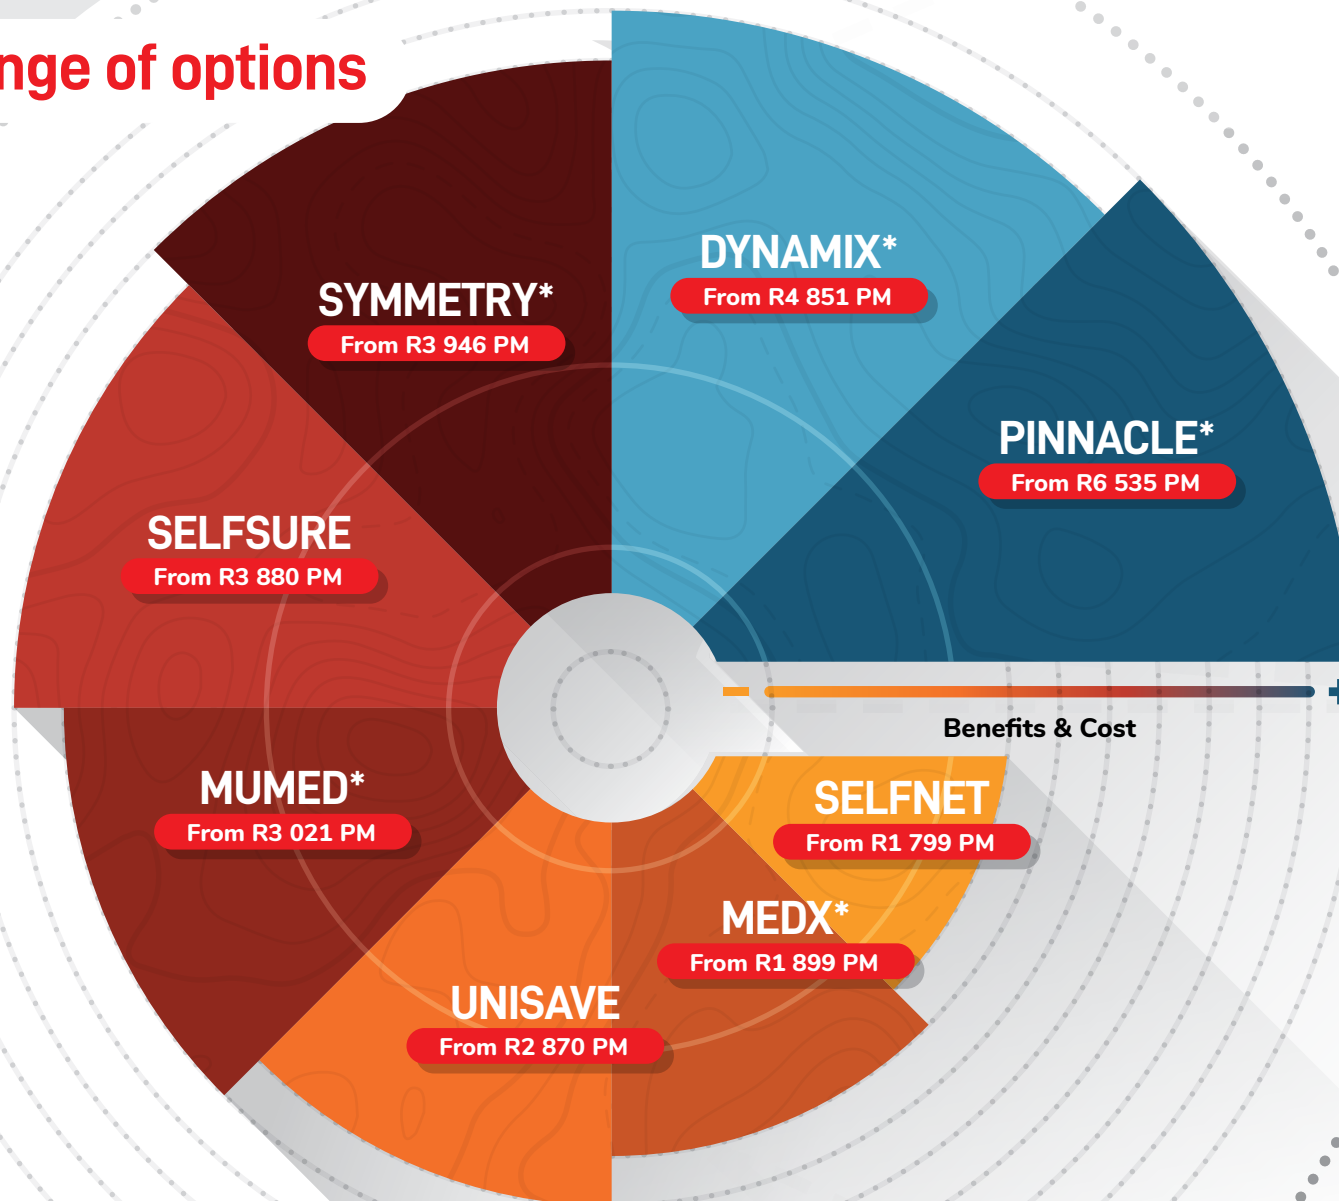 nge of options
DYNAMIX*
From R4 851 PM
SYMMETRY*
From R3 946 PM
PINNACLE*
From R6 535 PM
SELFSURE
From R3 880 PM
Benefits & Cost
MUMED*
From R3 021 PM
SELFNET
From R1 799 PM
MEDX*
From R1 899 PM
UNISAVE
From R2 870 PM